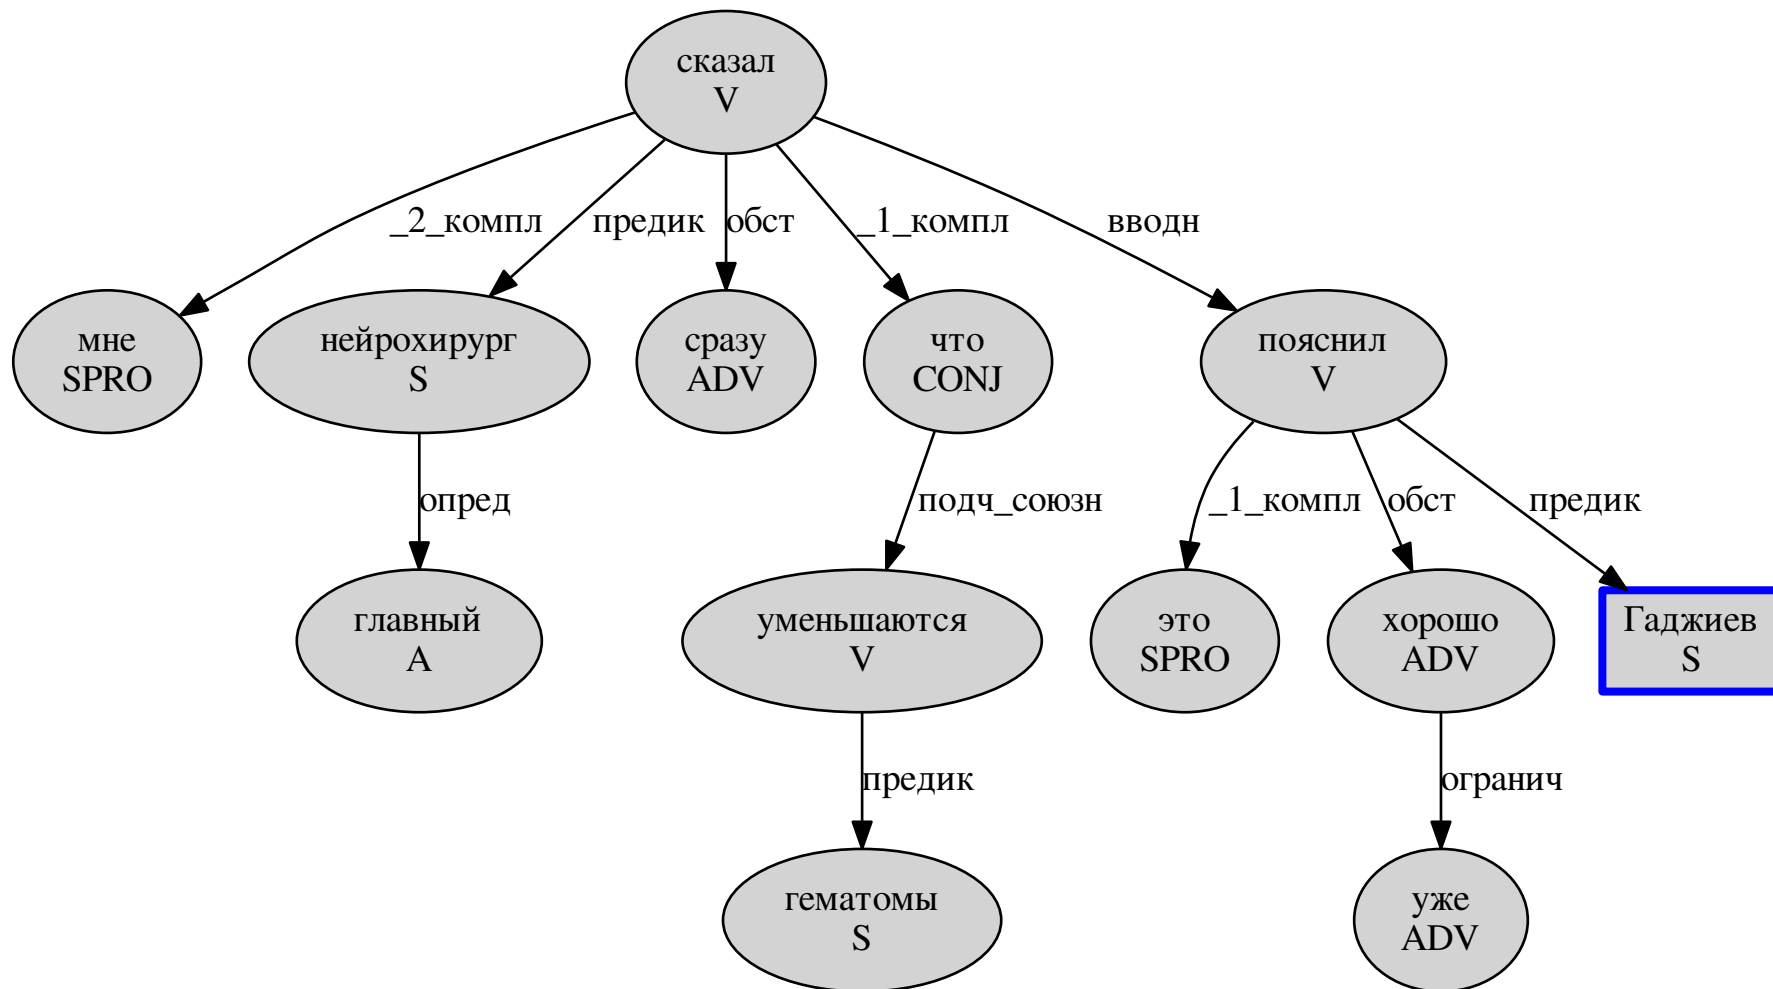 сказал
V
_2_компл
предик
обст
_1_компл
вводн
мне
SPRO
нейрохирург
S
сразу
ADV
что
CONJ
пояснил
V
опред
подч_союзн
_1_компл
обст
предик
главный
A
уменьшаются
V
это
SPRO
хорошо
ADV
Гаджиев
S
предик
огранич
гематомы
S
уже
ADV